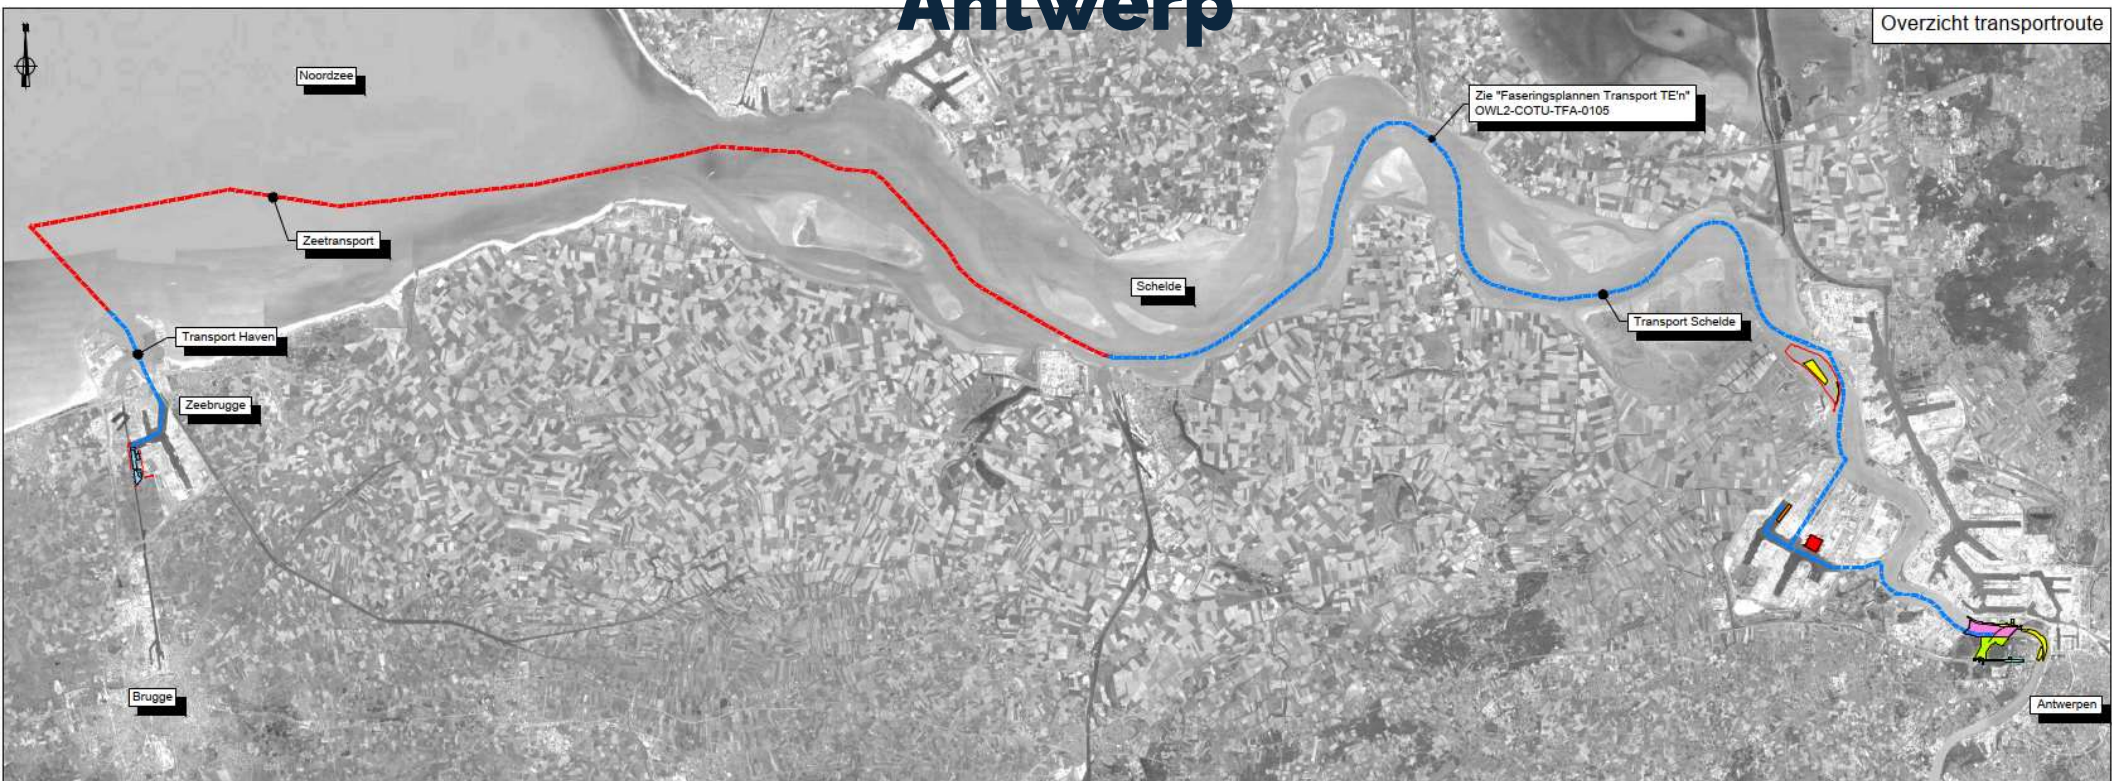 Antwerp
Overzicht transportroute
Noordzee
Zie "Faseringsplannen Transport TE'n"
OWL2-COTU-TFA-0105
Zeetransport
Schelde
Transport Schelde
Transport Haven
Zeebrugge
Brugge
Antwerpen